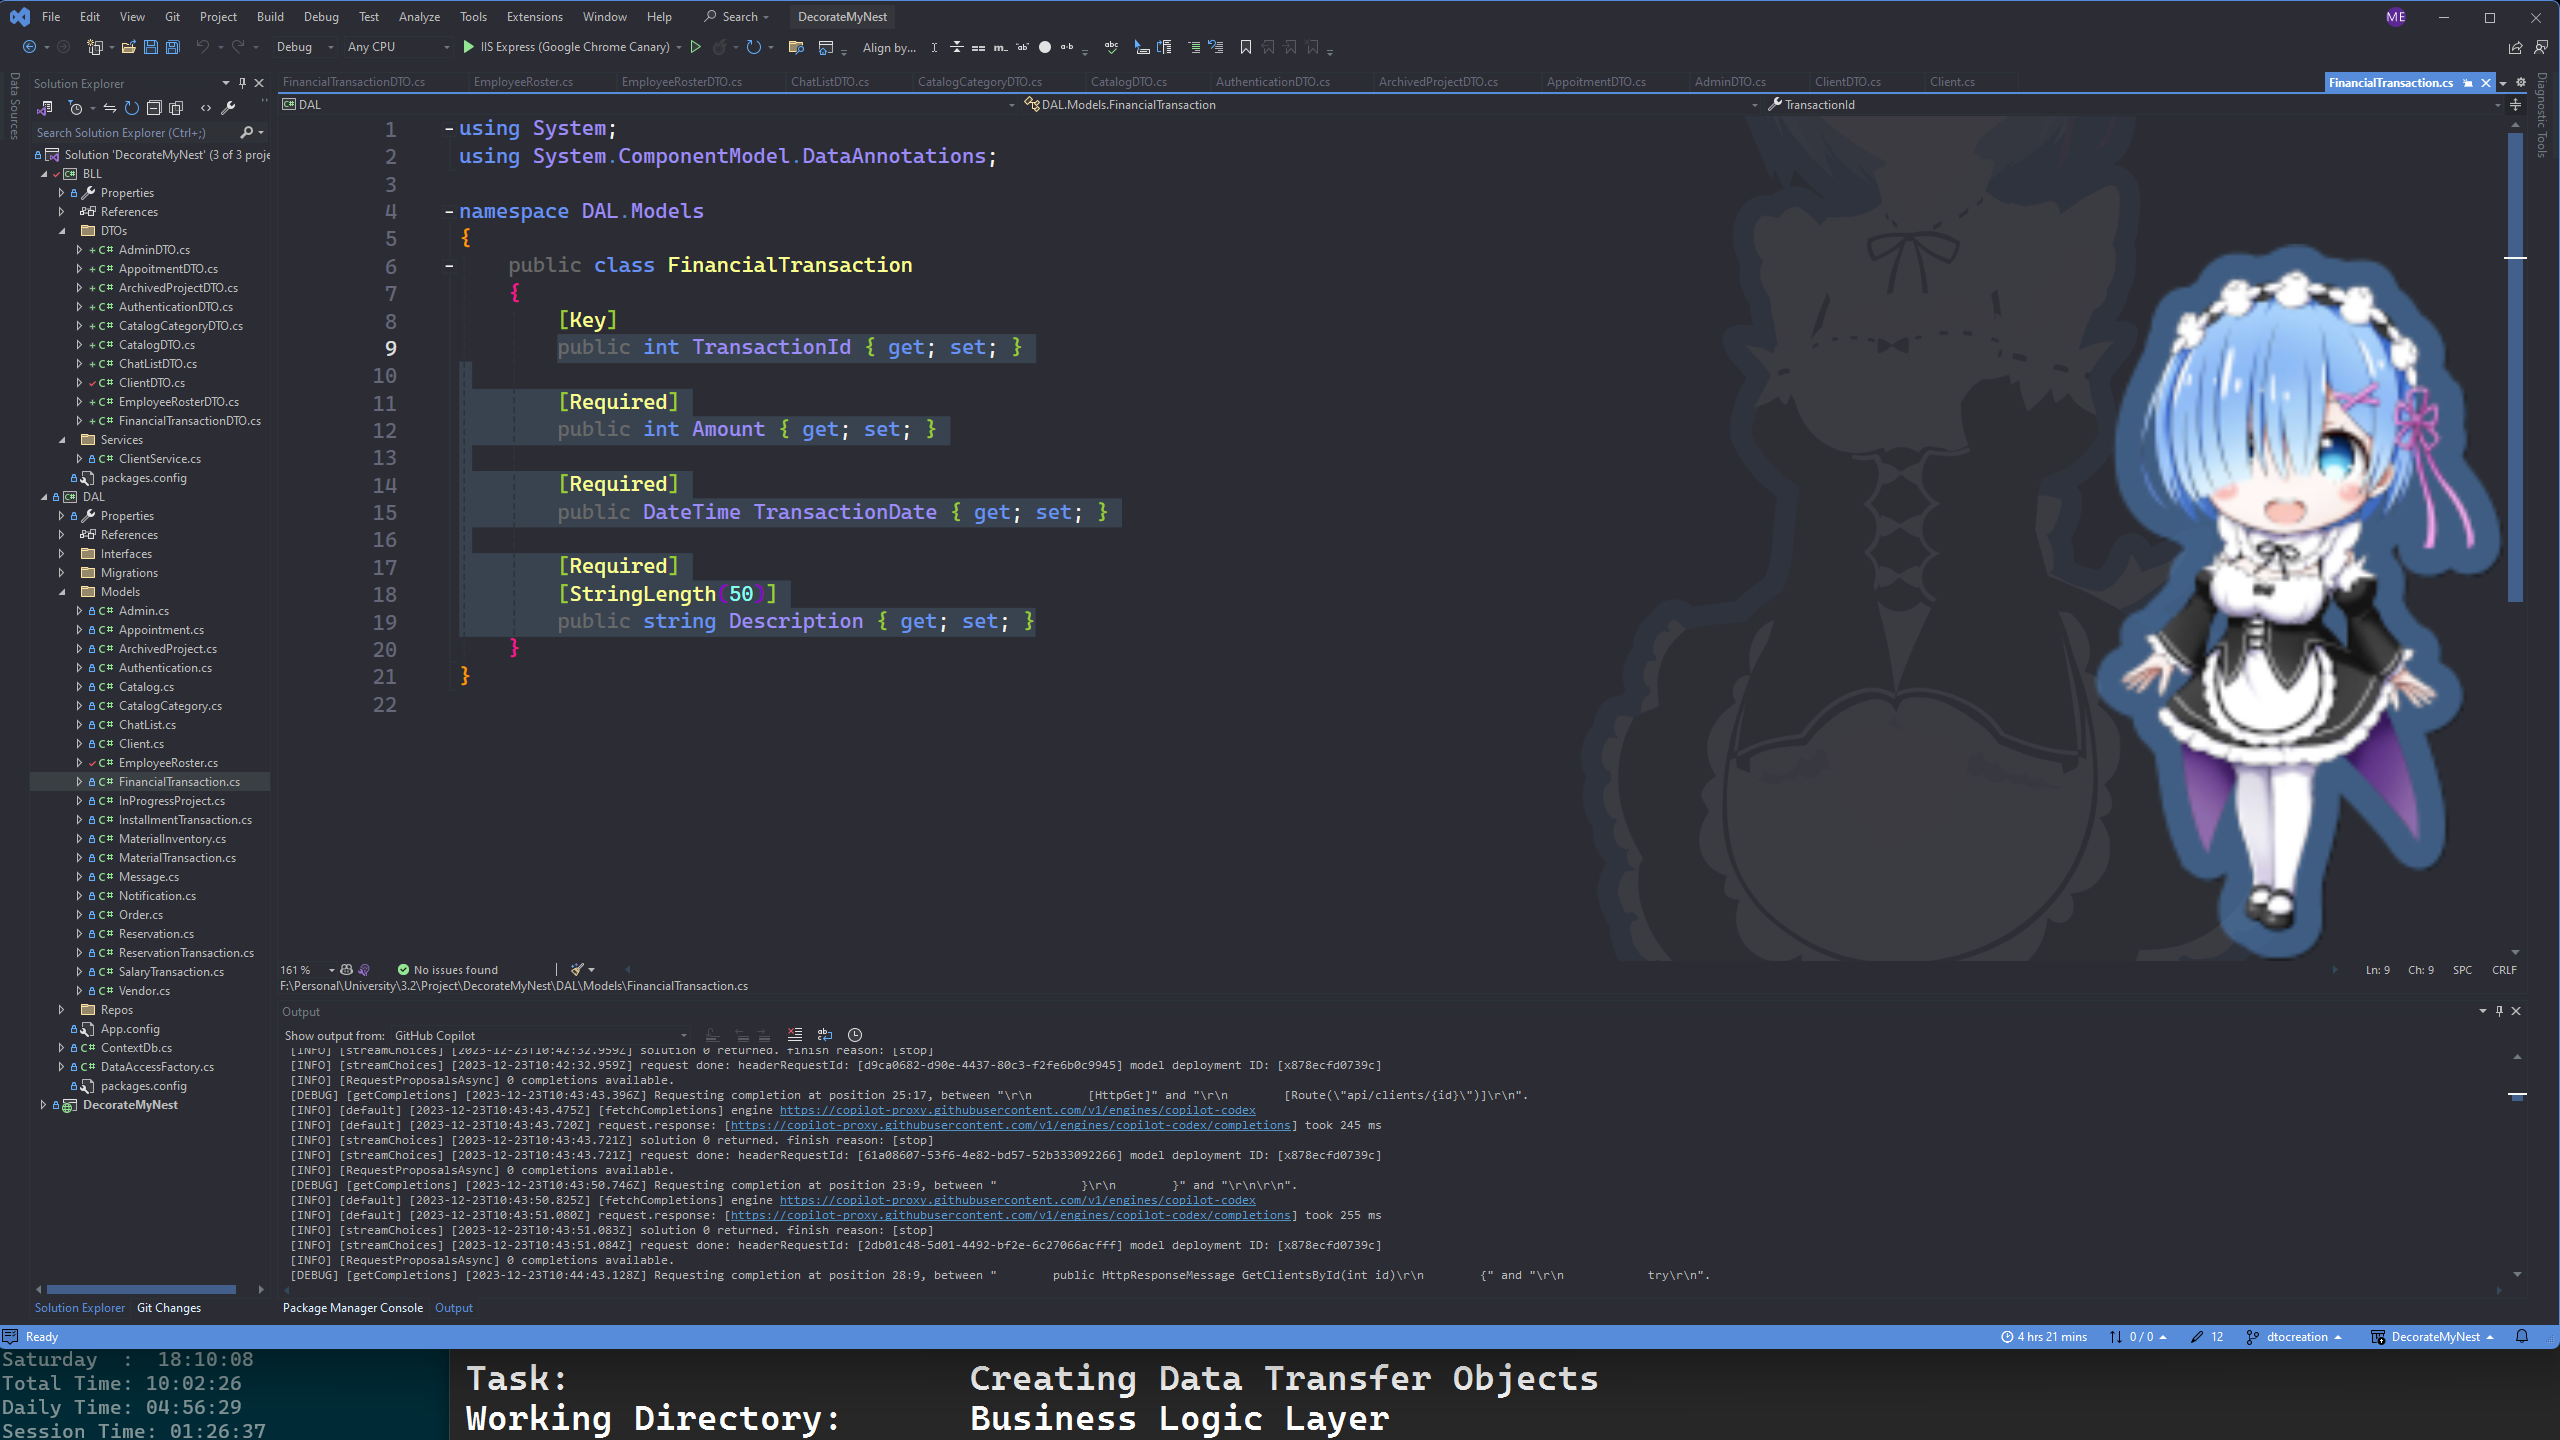 File Edit View Git Project Build Debug Test Analyze Tools Extensions Window Help Search DecorateMyNest ME
Debug Any CPU IIS Express (Google Chrome Canary) Align by...
Data Sources
Solution Explorer
Search Solution Explorer (Ctrl+;)
Solution 'DecorateMyNest' (3 of 3 proje
BLL
Properties
References
DTOs
AdminDTO.cs
AppoitmentDTO.cs
ArchivedProjectDTO.cs
AuthenticationDTO.cs
CatalogCategoryDTO.cs
CatalogDTO.cs
ChatListDTO.cs
ClientDTO.cs
EmployeeRosterDTO.cs
FinancialTransactionDTO.cs
Services
ClientService.cs
packages.config
DAL
Properties
References
Interfaces
Migrations
Models
Admin.cs
Appointment.cs
ArchivedProject.cs
Authentication.cs
Catalog.cs
CatalogCategory.cs
ChatList.cs
Client.cs
EmployeeRoster.cs
FinancialTransaction.cs
InProgressProject.cs
InstallmentTransaction.cs
MaterialInventory.cs
MaterialTransaction.cs
Message.cs
Notification.cs
Order.cs
Reservation.cs
ReservationTransaction.cs
SalaryTransaction.cs
Vendor.cs
Repos
App.config
ContextDb.cs
DataAccessFactory.cs
packages.config
DecorateMyNest
Solution Explorer Git Changes
FinancialTransactionDTO.cs EmployeeRoster.cs EmployeeRosterDTO.cs ChatListDTO.cs CatalogCategoryDTO.cs CatalogDTO.cs AuthenticationDTO.cs ArchivedProjectDTO.cs AppoitmentDTO.cs AdminDTO.cs ClientDTO.cs Client.cs FinancialTransaction.cs
DAL DAL.Models.FinancialTransaction TransactionId
Diagnostic Tools
1 using System;
2 using System.ComponentModel.DataAnnotations;
3
4 namespace DAL.Models
5 {
6 public class FinancialTransaction
7 {
8 [Key]
9 public int TransactionId { get; set; }
10
11 [Required]
12 public int Amount { get; set; }
13
14 [Required]
15 public DateTime TransactionDate { get; set; }
16
17 [Required]
18 [StringLength(50)]
19 public string Description { get; set; }
20 }
21 }
22
161 % No issues found Ln: 9 Ch: 9 SPC CRLF
F:\Personal\University\3.2\Project\DecorateMyNest\DAL\Models\FinancialTransaction.cs
Output
Show output from: GitHub Copilot
[INFO] [streamChoices] [2023-12-23T10:42:32.959Z] solution 0 returned. finish reason: [stop]
[INFO] [streamChoices] [2023-12-23T10:42:32.959Z] request done: headerRequestId: [d9ca0682-d90e-4437-80c3-f2fe6b0c9945] model deployment ID: [x878ecfd0739c]
[INFO] [RequestProposalsAsync] 0 completions available.
[DEBUG] [getCompletions] [2023-12-23T10:43:43.396Z] Requesting completion at position 25:17, between "\r\n [HttpGet]" and "\r\n [Route(\"api/clients/{id}\")]\r\n".
[INFO] [default] [2023-12-23T10:43:43.475Z] [fetchCompletions] engine https://copilot-proxy.githubusercontent.com/v1/engines/copilot-codex
[INFO] [default] [2023-12-23T10:43:43.720Z] request.response: [https://copilot-proxy.githubusercontent.com/v1/engines/copilot-codex/completions] took 245 ms
[INFO] [streamChoices] [2023-12-23T10:43:43.721Z] solution 0 returned. finish reason: [stop]
[INFO] [streamChoices] [2023-12-23T10:43:43.721Z] request done: headerRequestId: [61a08607-53f6-4e82-bd57-52b333092266] model deployment ID: [x878ecfd0739c]
[INFO] [RequestProposalsAsync] 0 completions available.
[DEBUG] [getCompletions] [2023-12-23T10:43:50.746Z] Requesting completion at position 23:9, between " }\r\n }" and "\r\n\r\n".
[INFO] [default] [2023-12-23T10:43:50.825Z] [fetchCompletions] engine https://copilot-proxy.githubusercontent.com/v1/engines/copilot-codex
[INFO] [default] [2023-12-23T10:43:51.080Z] request.response: [https://copilot-proxy.githubusercontent.com/v1/engines/copilot-codex/completions] took 255 ms
[INFO] [streamChoices] [2023-12-23T10:43:51.083Z] solution 0 returned. finish reason: [stop]
[INFO] [streamChoices] [2023-12-23T10:43:51.084Z] request done: headerRequestId: [2db01c48-5d01-4492-bf2e-6c27066acfff] model deployment ID: [x878ecfd0739c]
[INFO] [RequestProposalsAsync] 0 completions available.
[DEBUG] [getCompletions] [2023-12-23T10:44:43.128Z] Requesting completion at position 28:9, between " public HttpResponseMessage GetClientsById(int id)\r\n {" and "\r\n try\r\n".
Package Manager Console Output
Ready 4 hrs 21 mins 0 / 0 12 dtocreation DecorateMyNest
Saturday : 18:10:08
Total Time: 10:02:26
Daily Time: 04:56:29
Session Time: 01:26:37
Task: Creating Data Transfer Objects
Working Directory: Business Logic Layer